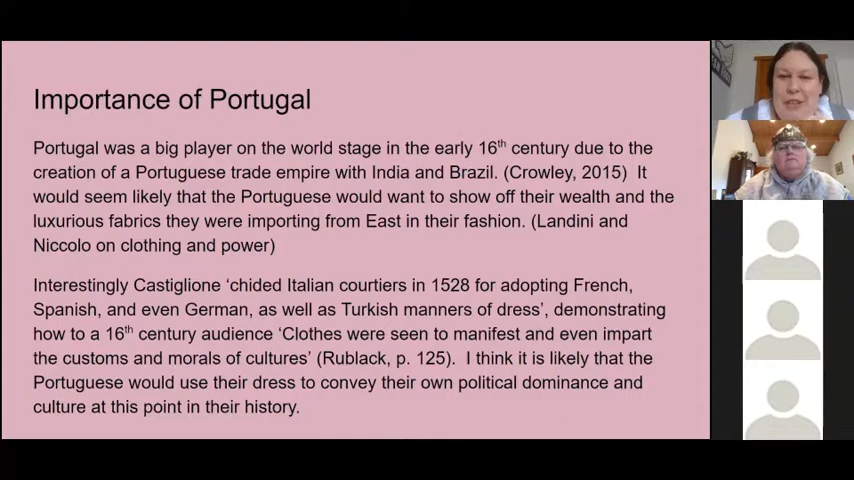 Importance of Portugal
Portugal was a big player on the world stage in the early 16th century due to the
creation of a Portuguese trade empire with India and Brazil. (Crowley, 2015)  It
would seem likely that the Portuguese would want to show off their wealth and the
luxurious fabrics they were importing from East in their fashion. (Landini and
Niccolo on clothing and power)
Interestingly Castiglione ‘chided Italian courtiers in 1528 for adopting French,
Spanish, and even German, as well as Turkish manners of dress’, demonstrating
how to a 16th century audience ‘Clothes were seen to manifest and even impart
the customs and morals of cultures’ (Rublack, p. 125).  I think it is likely that the
Portuguese would use their dress to convey their own political dominance and
culture at this point in their history.